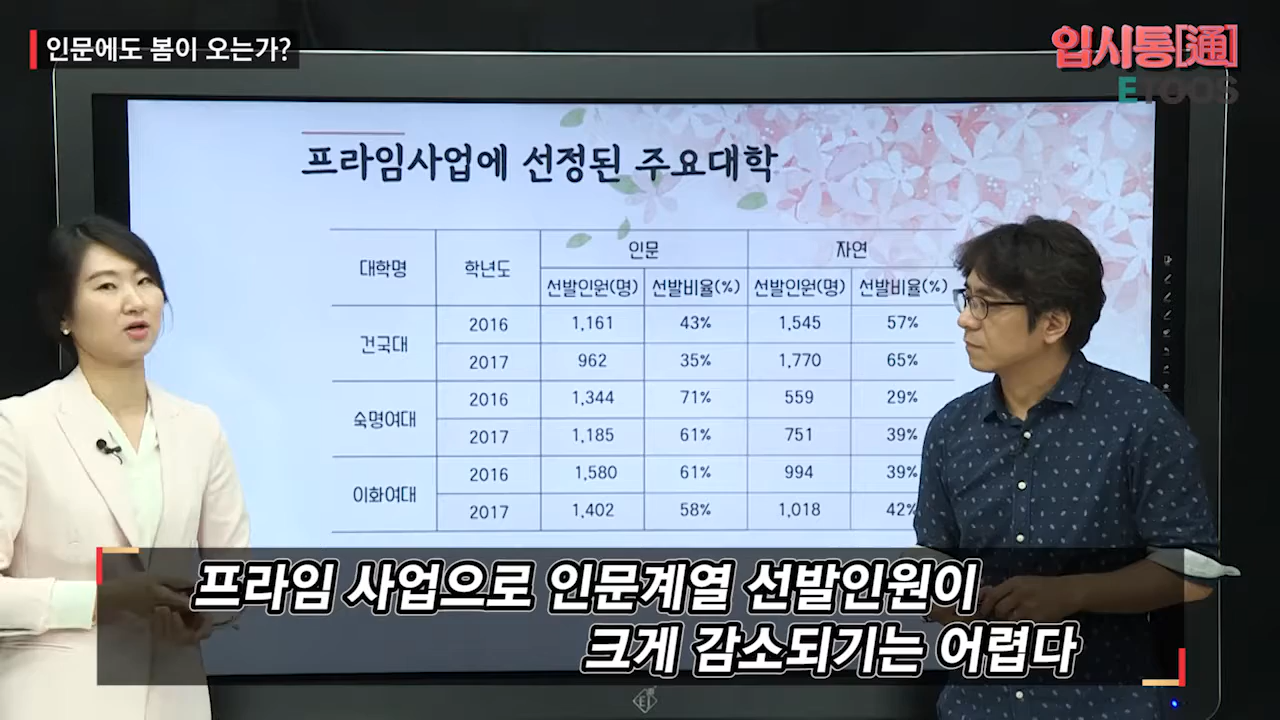 인문에도 봄이 오는가?
입시통[通]
ETOOS
프라임사업에 선정된 주요대학
대학명 학년도 인문 자연
선발인원(명) 선발비율(%) 선발인원(명) 선발비율(%)
건국대 2016 1,161 43% 1,545 57%
2017 962 35% 1,770 65%
숙명여대 2016 1,344 71% 559 29%
2017 1,185 61% 751 39%
이화여대 2016 1,580 61% 994 39%
2017 1,402 58% 1,018 42%
프라임 사업으로 인문계열 선발인원이
크게 감소되기는 어렵다